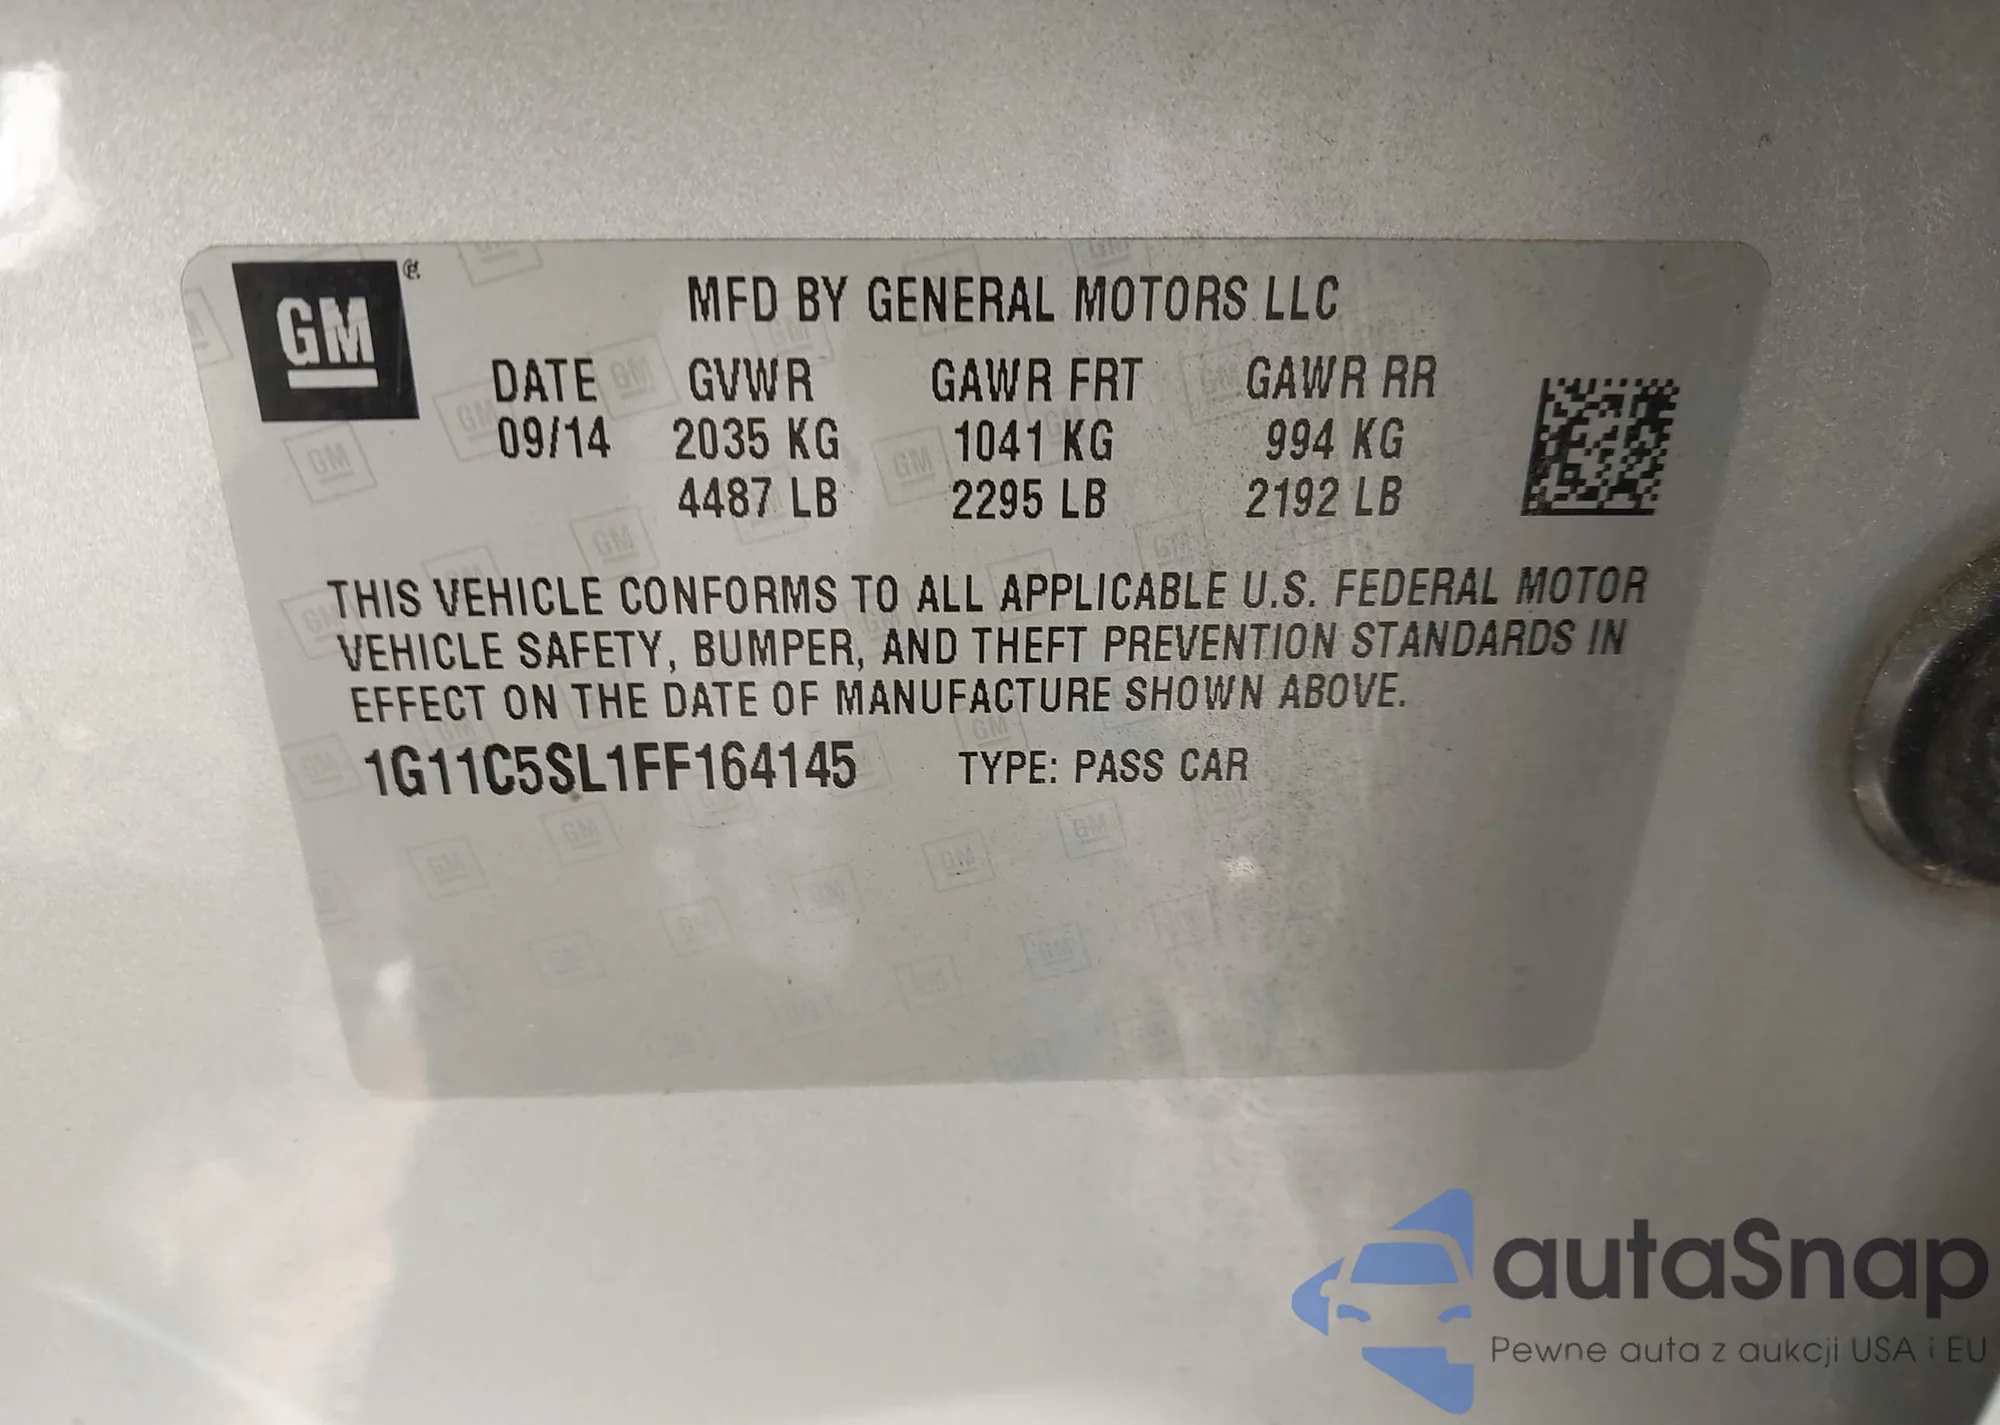 GM
MFD BY GENERAL MOTORS LLC
DATE GVWR GAWR FRT GAWR RR
09/14 2035 KG 1041 KG 994 KG
4487 LB 2295 LB 2192 LB
THIS VEHICLE CONFORMS TO ALL APPLICABLE U.S. FEDERAL MOTOR
VEHICLE SAFETY, BUMPER, AND THEFT PREVENTION STANDARDS IN
EFFECT ON THE DATE OF MANUFACTURE SHOWN ABOVE.
1G11C5SL1FF164145 TYPE: PASS CAR
autaSnap
Pewne auta z aukcji USA i EU